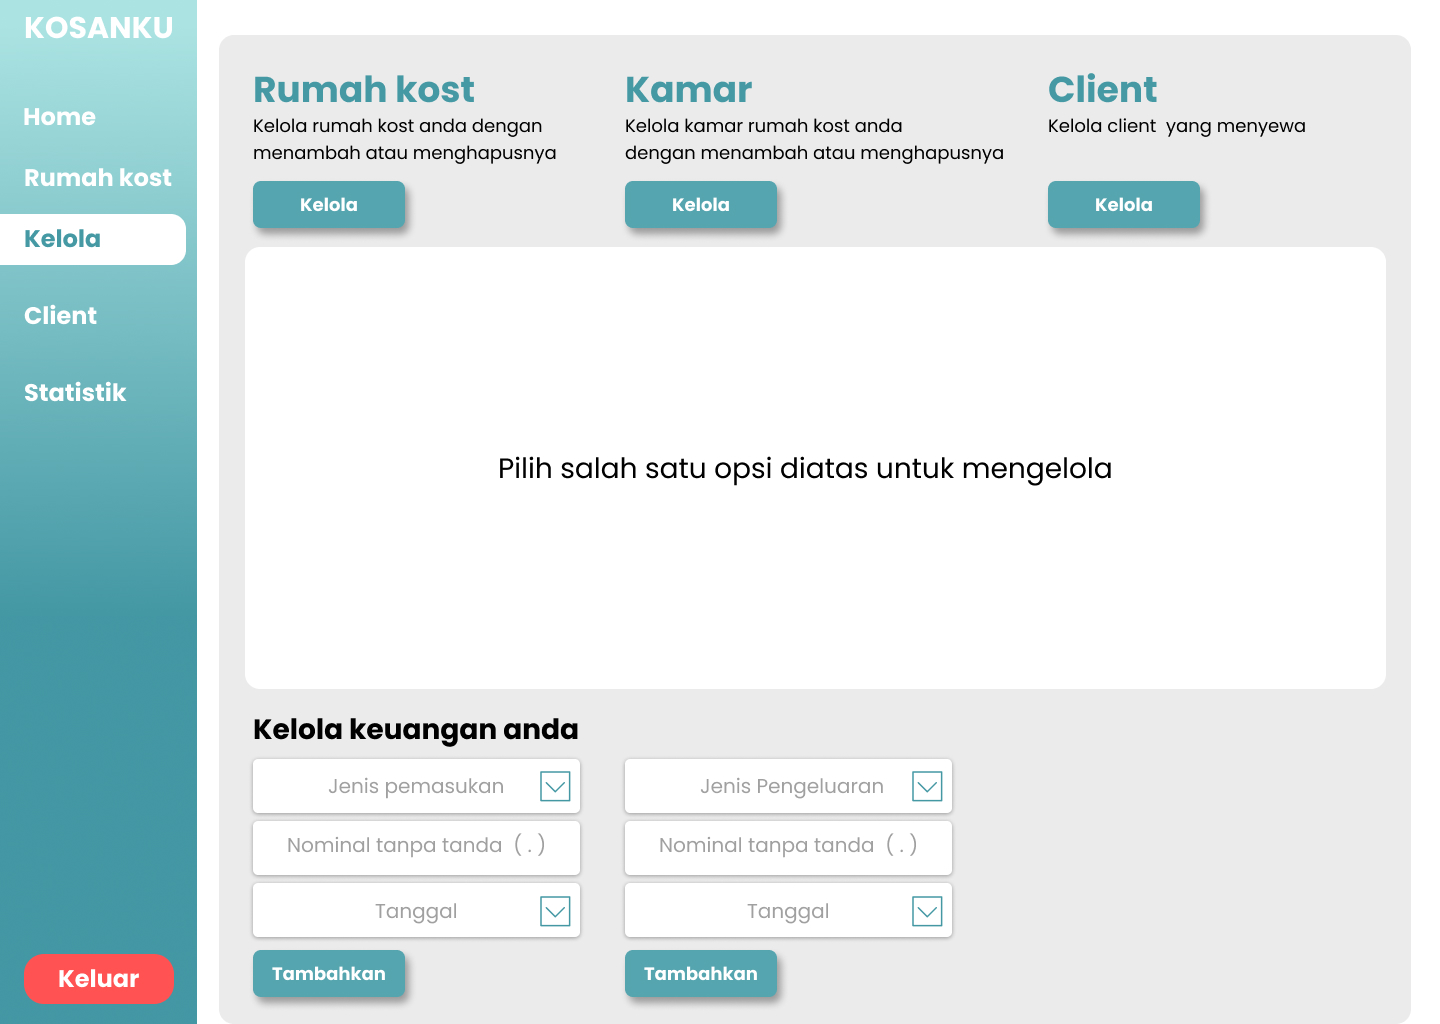 KOSANKU
Home
Rumah kost
Kelola
Client
Statistik
Keluar
Rumah kost
Kelola rumah kost anda dengan
menambah atau menghapusnya
Kelola
Kamar
Kelola kamar rumah kost anda
dengan menambah atau menghapusnya
Kelola
Client
Kelola client  yang menyewa
Kelola
Pilih salah satu opsi diatas untuk mengelola
Kelola keuangan anda
Jenis pemasukan
Nominal tanpa tanda  ( . )
Tanggal
Tambahkan
Jenis Pengeluaran
Nominal tanpa tanda  ( . )
Tanggal
Tambahkan